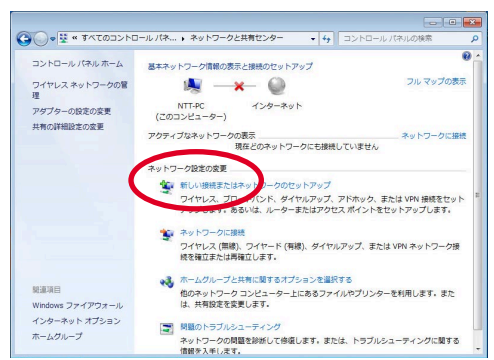 « すべてのコントロール パネ... ▸ ネットワークと共有センター
コントロール パネルの検索
コントロール パネル ホーム
ワイヤレス ネットワークの管
理
アダプターの設定の変更
共有の詳細設定の変更
基本ネットワーク情報の表示と接続のセットアップ
フル マップの表示
NTT-PC
(このコンピューター)
インターネット
アクティブなネットワークの表示
ネットワークに接続
現在どのネットワークにも接続していません
ネットワーク設定の変更
新しい接続またはネットワークのセットアップ
ワイヤレス、ブロードバンド、ダイヤルアップ、アドホック、または VPN 接続をセット
アップします。あるいは、ルーターまたはアクセス ポイントをセットアップします。
ネットワークに接続
ワイヤレス (無線)、ワイヤード (有線)、ダイヤルアップ、または VPN ネットワーク接
続を確立または再確立します。
ホームグループと共有に関するオプションを選択する
他のネットワーク コンピューター上にあるファイルやプリンターを利用します。また
は、共有設定を変更します。
問題のトラブルシューティング
ネットワークの問題を診断して修復します。または、トラブルシューティングに関する
情報を入手します。
関連項目
Windows ファイアウォール
インターネット オプション
ホームグループ